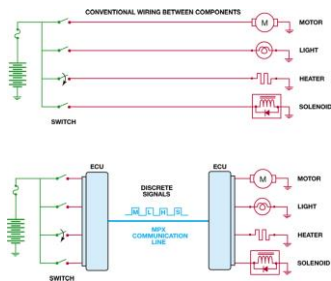 CONVENTIONAL WIRING BETWEEN COMPONENTS
M
MOTOR
LIGHT
HEATER
SOLENOID
SWITCH
ECU
ECU
DISCRETE
SIGNALS
M L H S
MPX
COMMUNICATION
LINE
M
MOTOR
LIGHT
HEATER
SOLENOID
SWITCH